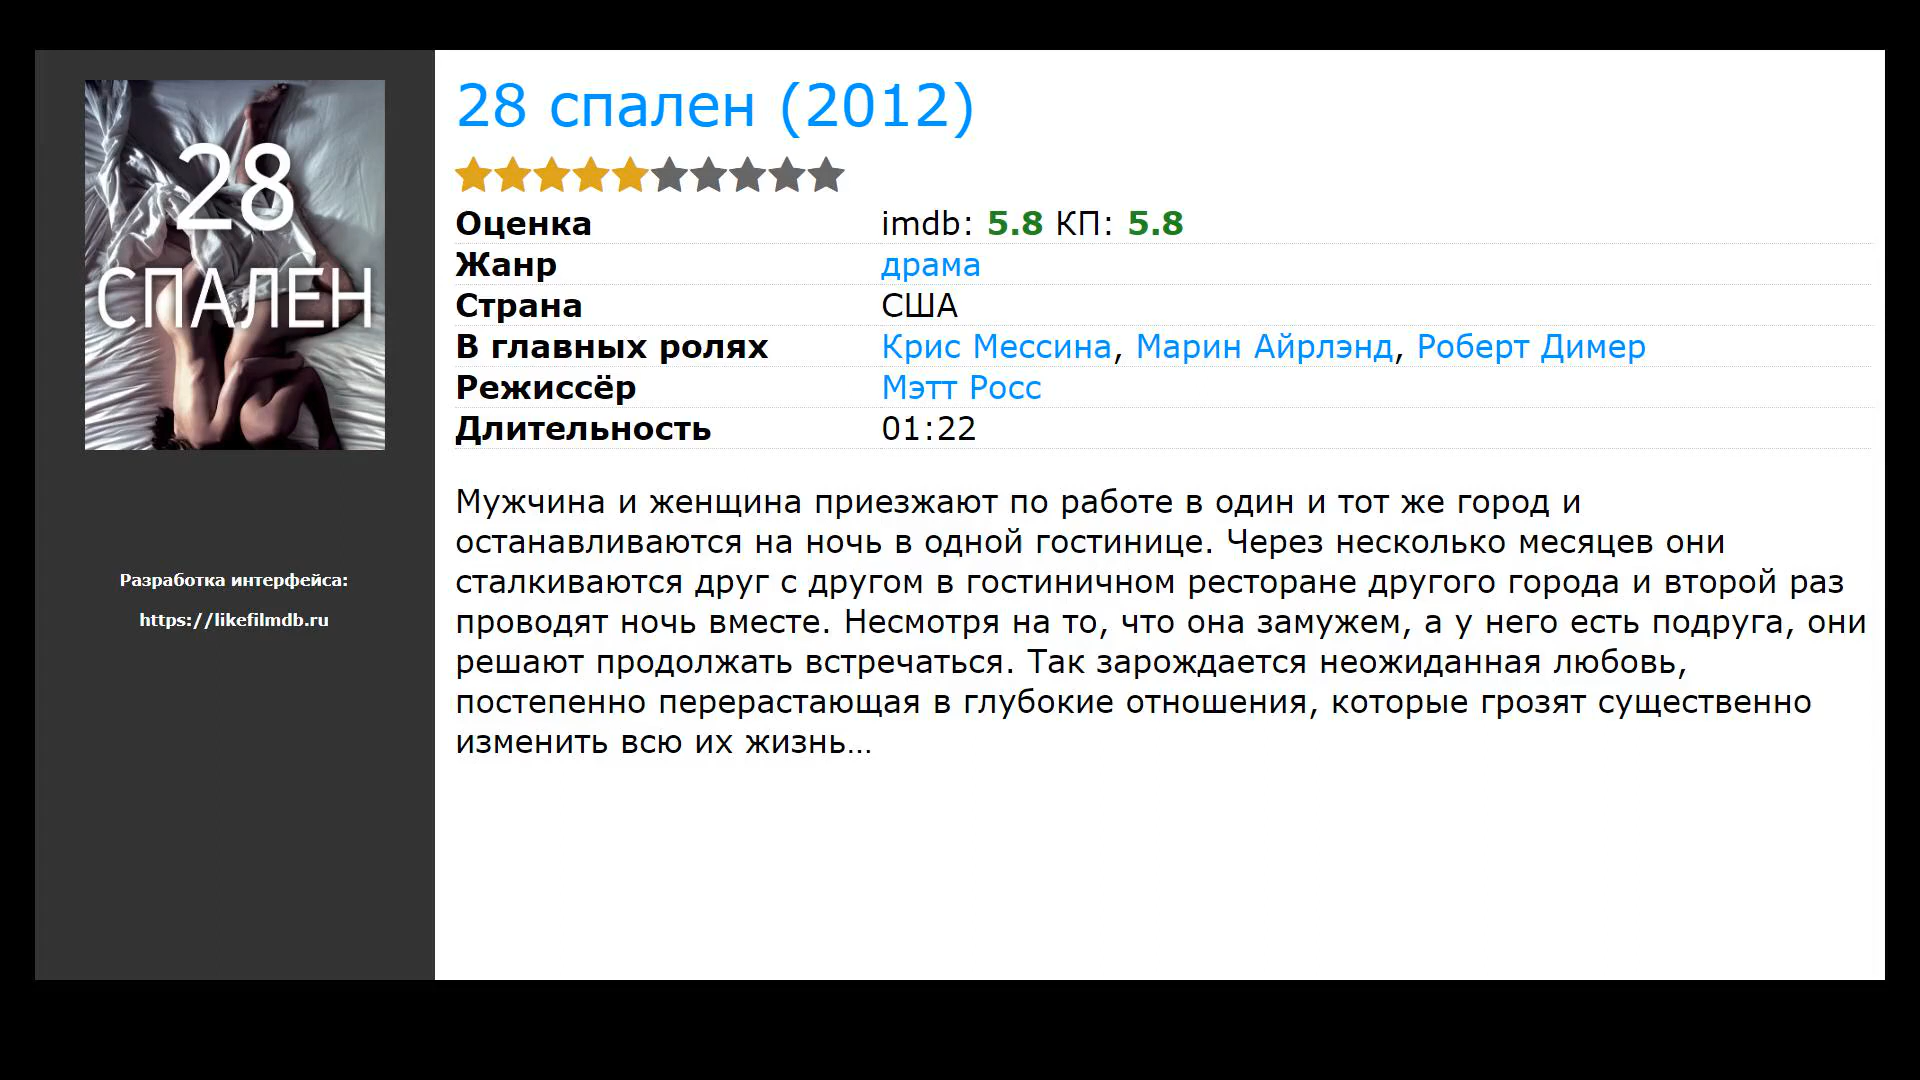 28
СПАЛЕН
Разработка интерфейса:
https://likefilmdb.ru
28 спален (2012)
Оценка imdb: 5.8 КП: 5.8
Жанр драма
Страна США
В главных ролях Крис Мессина, Марин Айрлэнд, Роберт Димер
Режиссёр Мэтт Росс
Длительность 01:22
Мужчина и женщина приезжают по работе в один и тот же город и
останавливаются на ночь в одной гостинице. Через несколько месяцев они
сталкиваются друг с другом в гостиничном ресторане другого города и второй раз
проводят ночь вместе. Несмотря на то, что она замужем, а у него есть подруга, они
решают продолжать встречаться. Так зарождается неожиданная любовь,
постепенно перерастающая в глубокие отношения, которые грозят существенно
изменить всю их жизнь…